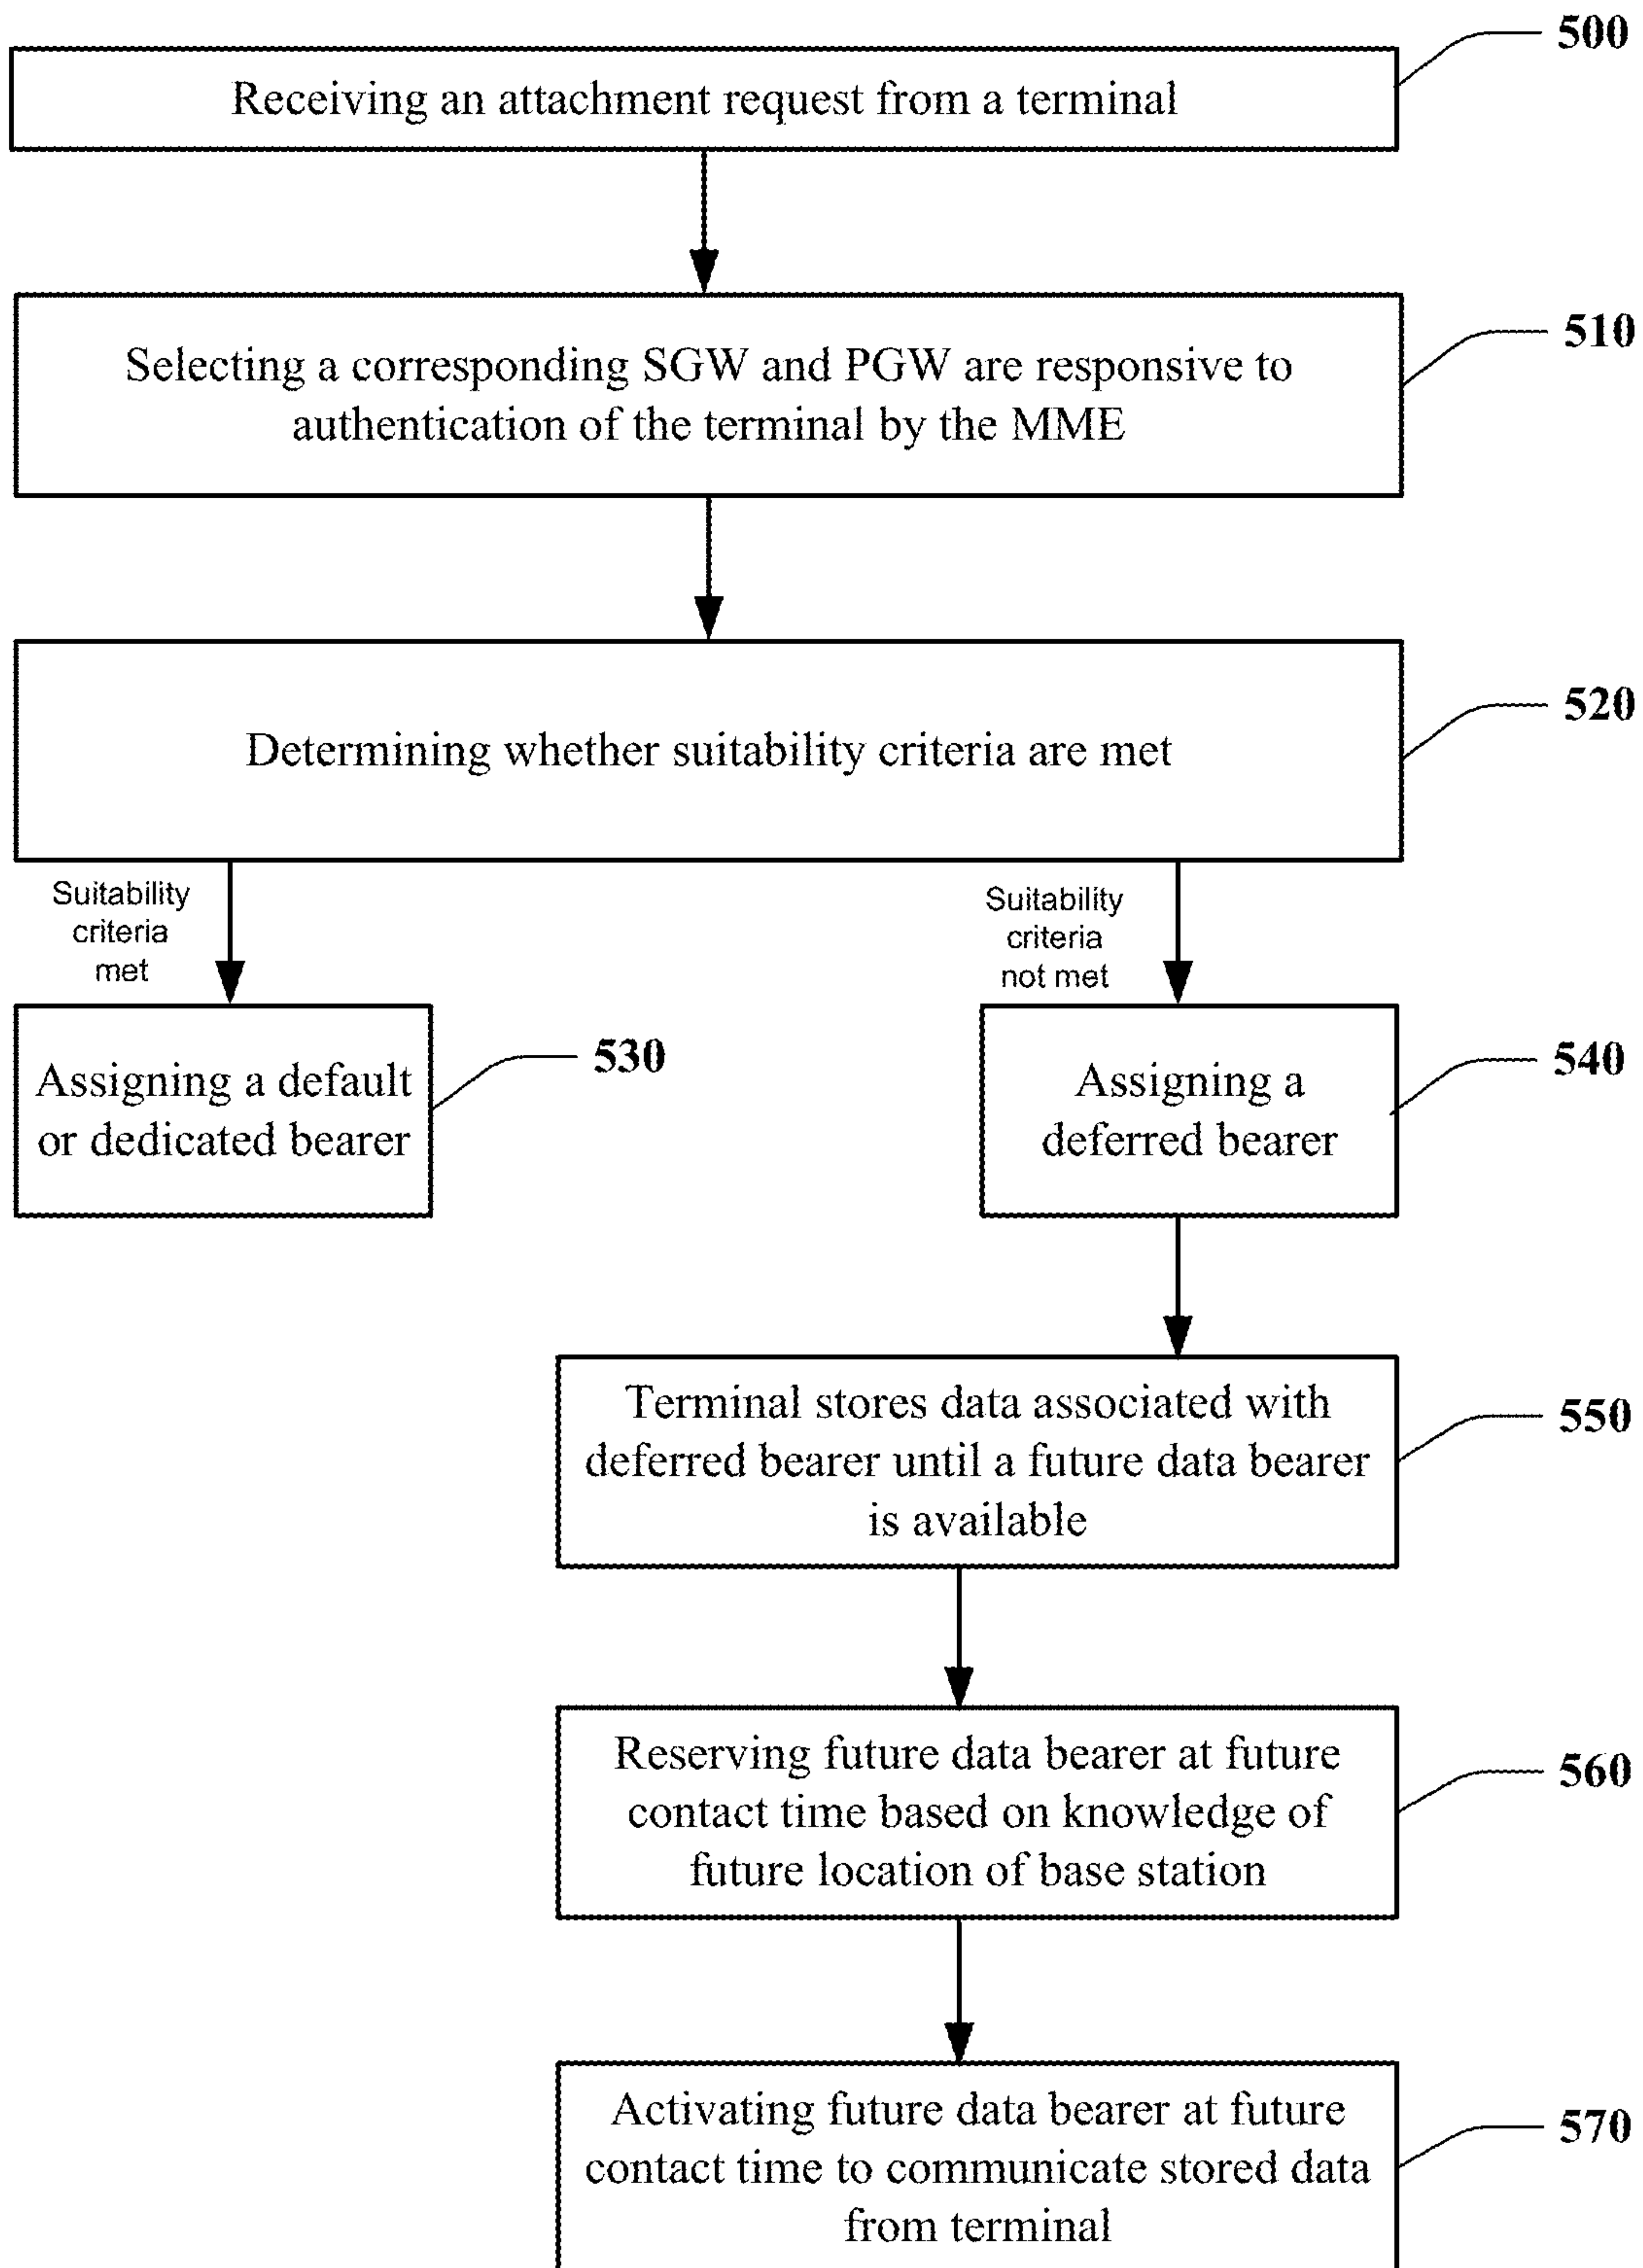 500
Receiving an attachment request from a terminal
510
Selecting a corresponding SGW and PGW are responsive to
authentication of the terminal by the MME
520
Determining whether suitability criteria are met
Suitability
criteria
met
Suitability
criteria
not met
Assigning a default
or dedicated bearer
530
Assigning a
deferred bearer
540
Terminal stores data associated with
deferred bearer until a future data bearer
is available
550
Reserving future data bearer at future
contact time based on knowledge of
future location of base station
560
Activating future data bearer at future
contact time to communicate stored data
from terminal
570